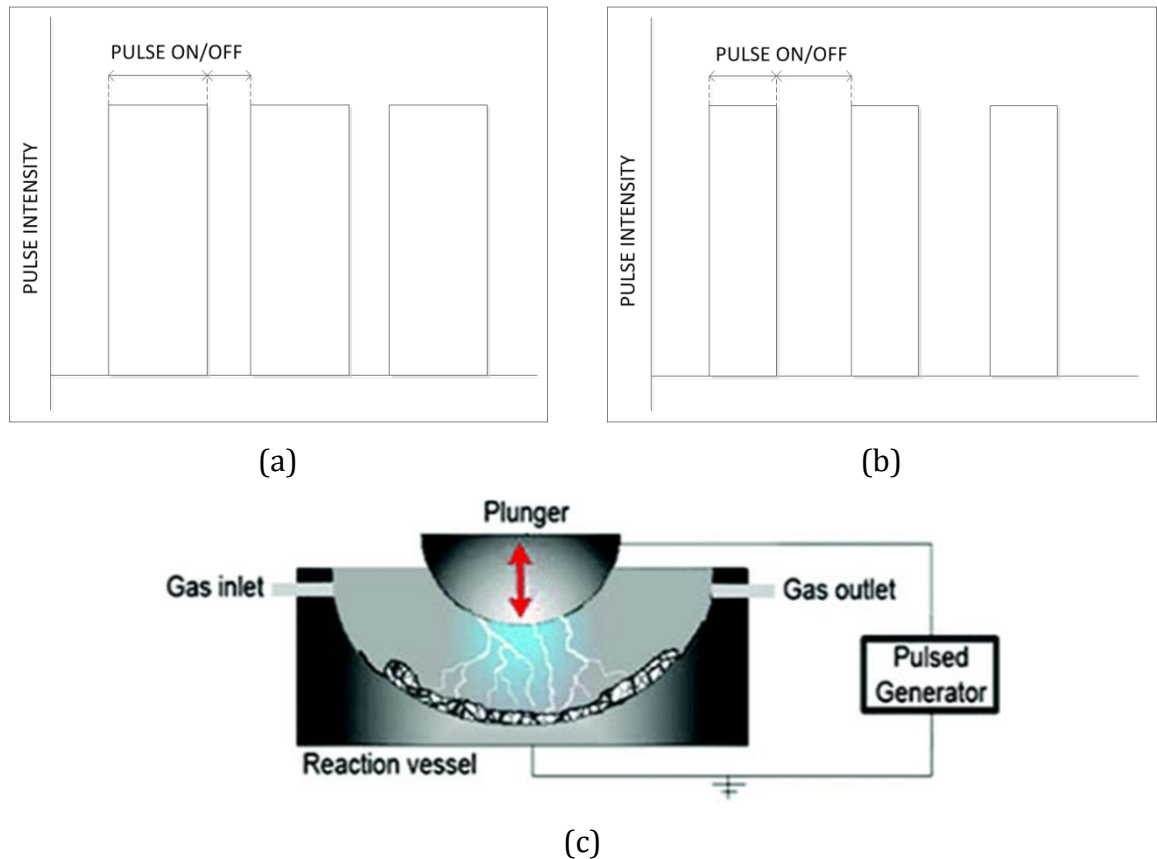 PULSE ON/OFF
PULSE INTENSITY
(a)
PULSE ON/OFF
PULSE INTENSITY
(b)
Plunger
Gas inlet
Gas outlet
Pulsed
Generator
Reaction vessel
(c)